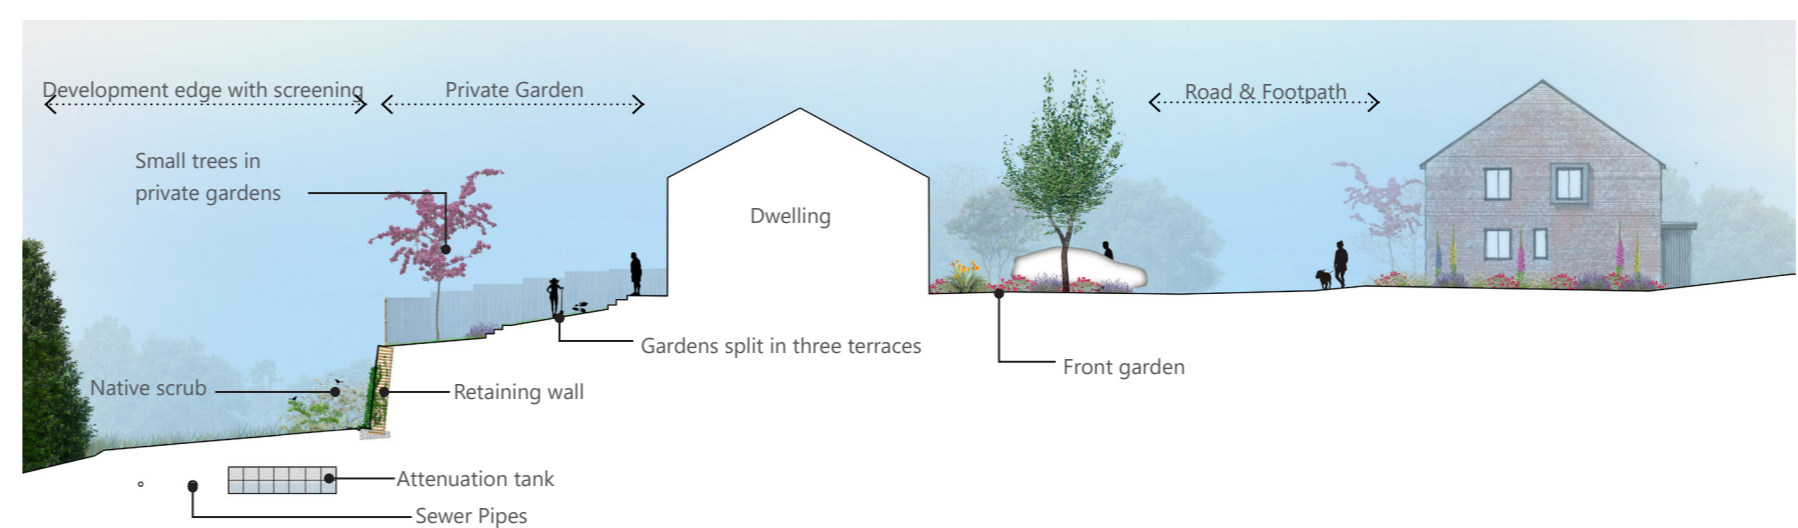 Development edge with screening
Private Garden
Road & Footpath
Small trees in
private gardens
Dwelling
Gardens split in three terraces
Front garden
Native scrub
Retaining wall
Attenuation tank
Sewer Pipes